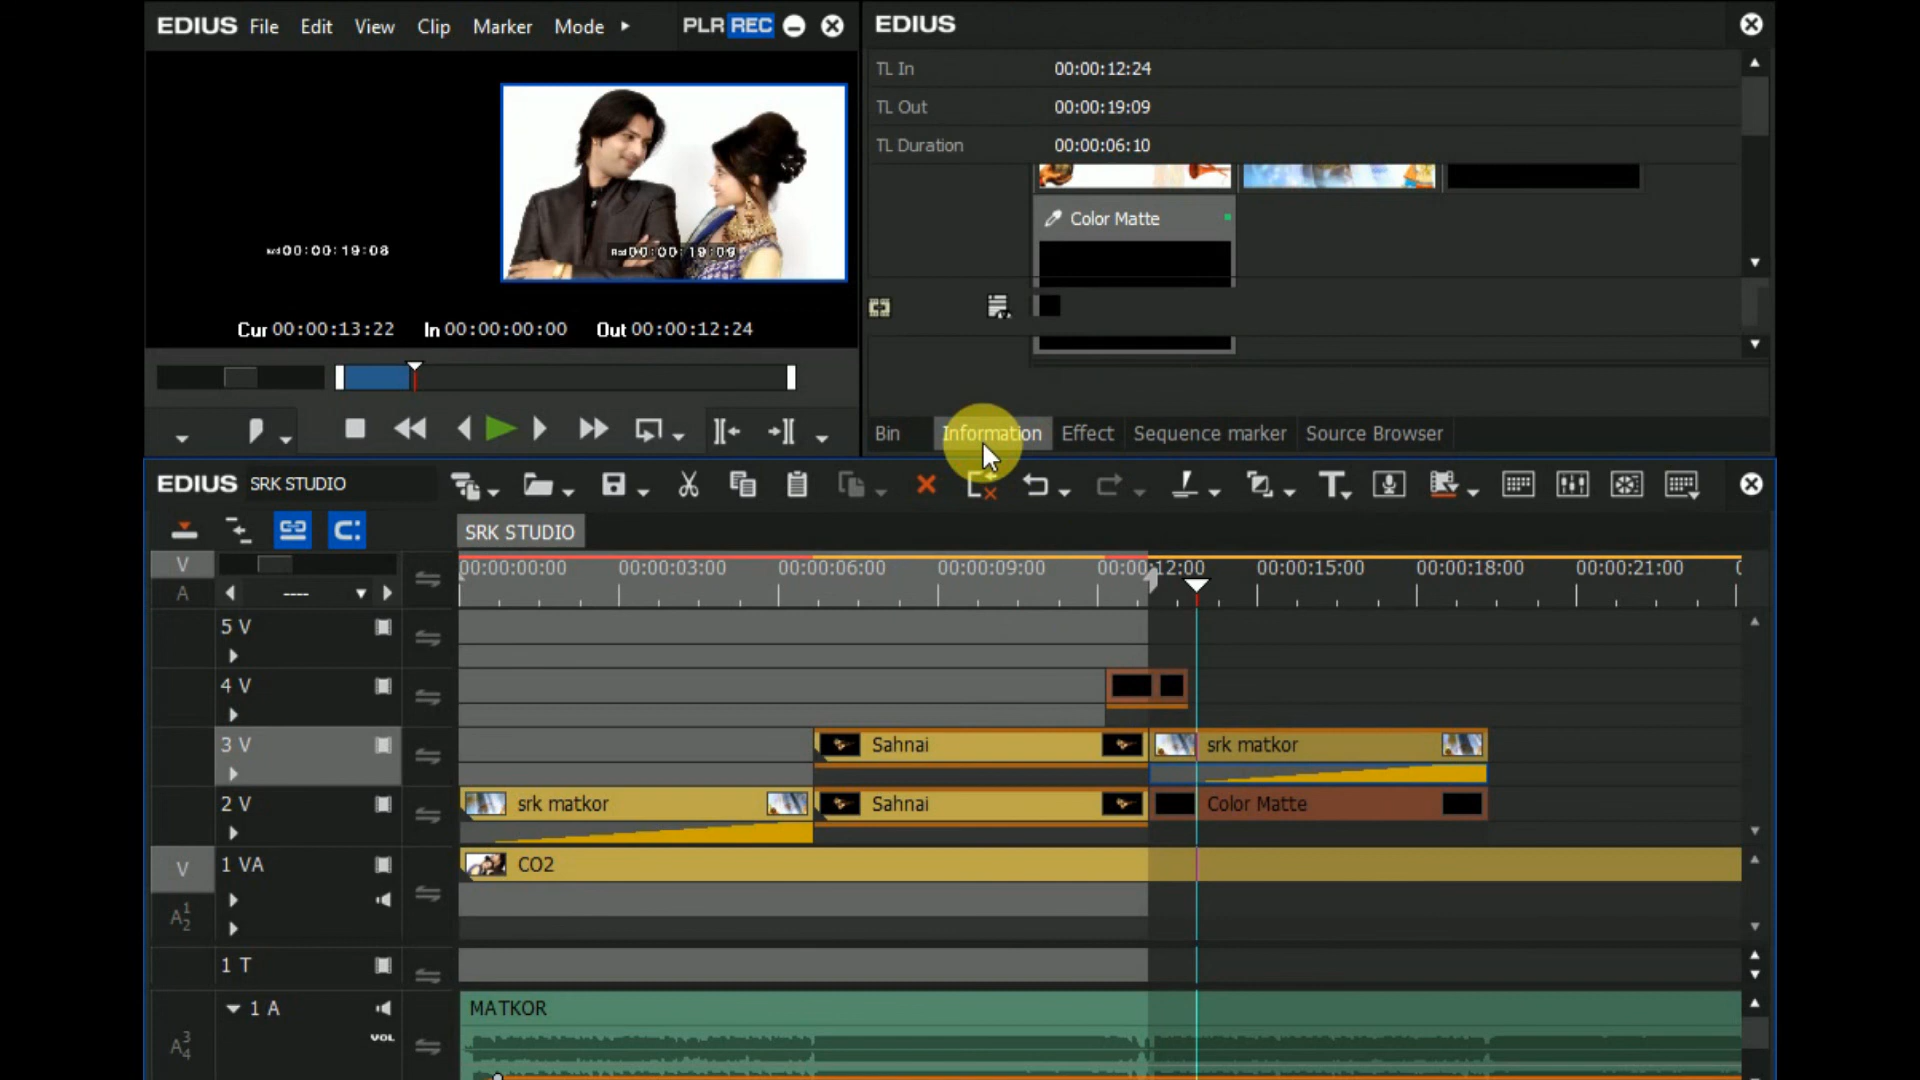 EDIUS File Edit View Clip Marker Mode PLR REC
EDIUS
TL In 00:00:12:24
TL Out 00:00:19:09
TL Duration 00:00:06:10
Color Matte
00:00:19:08
00:00:19:09
Cur 00:00:13:22 In 00:00:00:00 Out 00:00:12:24
Bin Information Effect Sequence marker Source Browser
EDIUS SRK STUDIO
SRK STUDIO
V
00:00:00:00 00:00:03:00 00:00:06:00 00:00:09:00 00:00:12:00 00:00:15:00 00:00:18:00 00:00:21:00
A ----
5 V
4 V
3 V Sahnai srk matkor
2 V srk matkor Sahnai Color Matte
V 1 VA CO2
A 1 2
1 T
1 A MATKOR
VOL
A 3 4